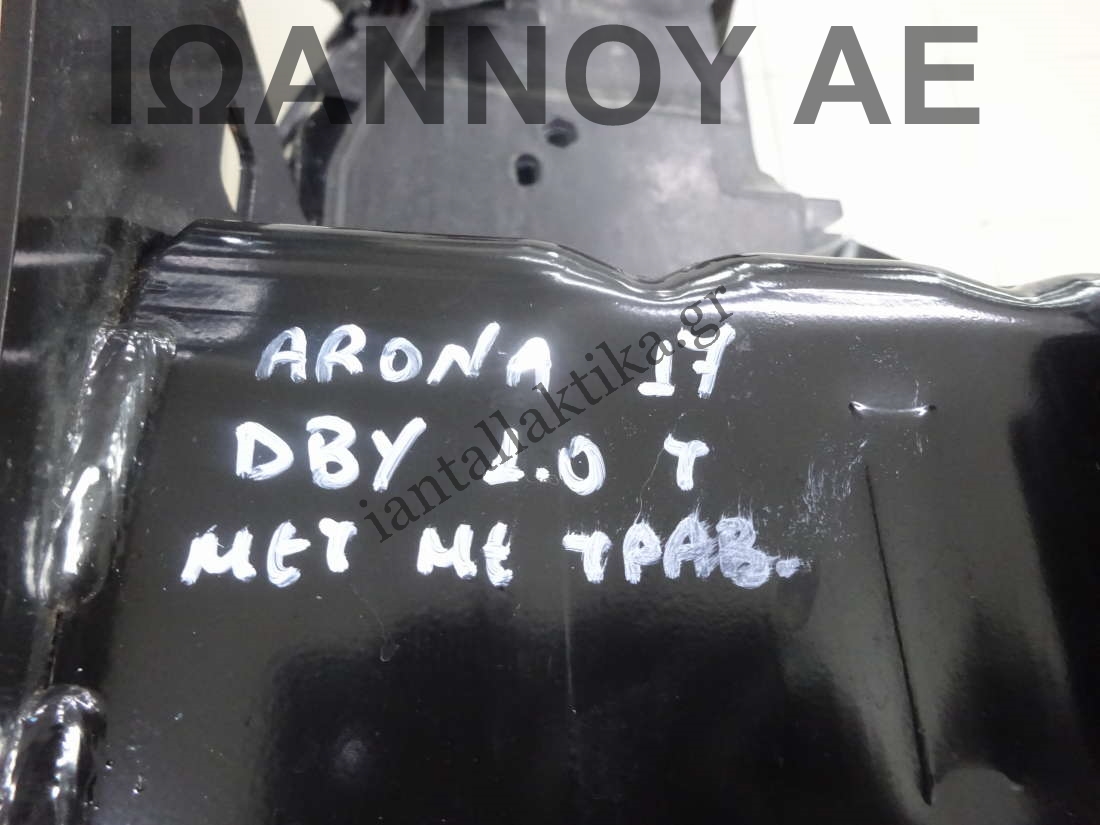 ΙΩΑΝΝΟΥ ΑΕ
iantallaktika.gr
ARONA 17
DBY 1.0 T
ΜΕΤ ΜΕ ΤΡΑΒ.